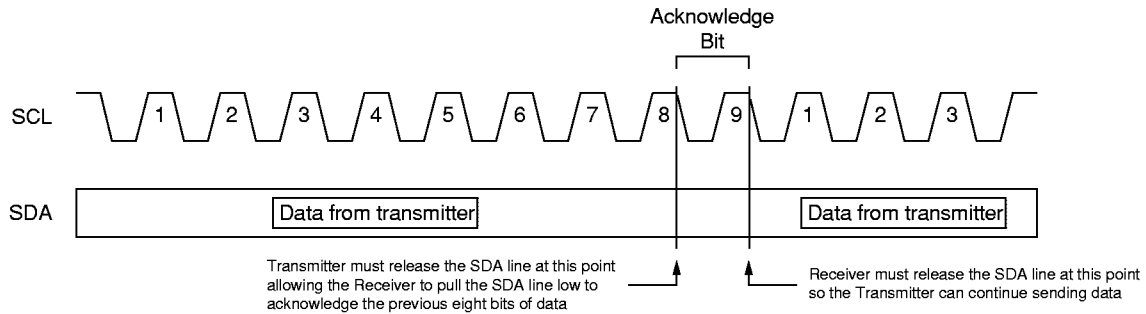 Acknowledge
Bit
SCL
1 2 3 4 5 6 7 8 9 1 2 3
SDA
Data from transmitter
Data from transmitter
Transmitter must release the SDA line at this point
allowing the Receiver to pull the SDA line low to
acknowledge the previous eight bits of data
Receiver must release the SDA line at this point
so the Transmitter can continue sending data